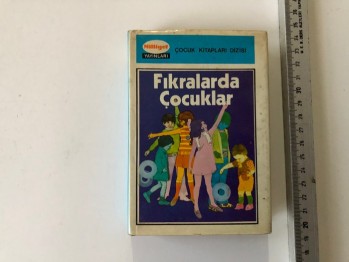 Milliyet
YAYINLARI
ÇOCUK KİTAPLARI DİZİSİ
Fıkralarda
Çocuklar